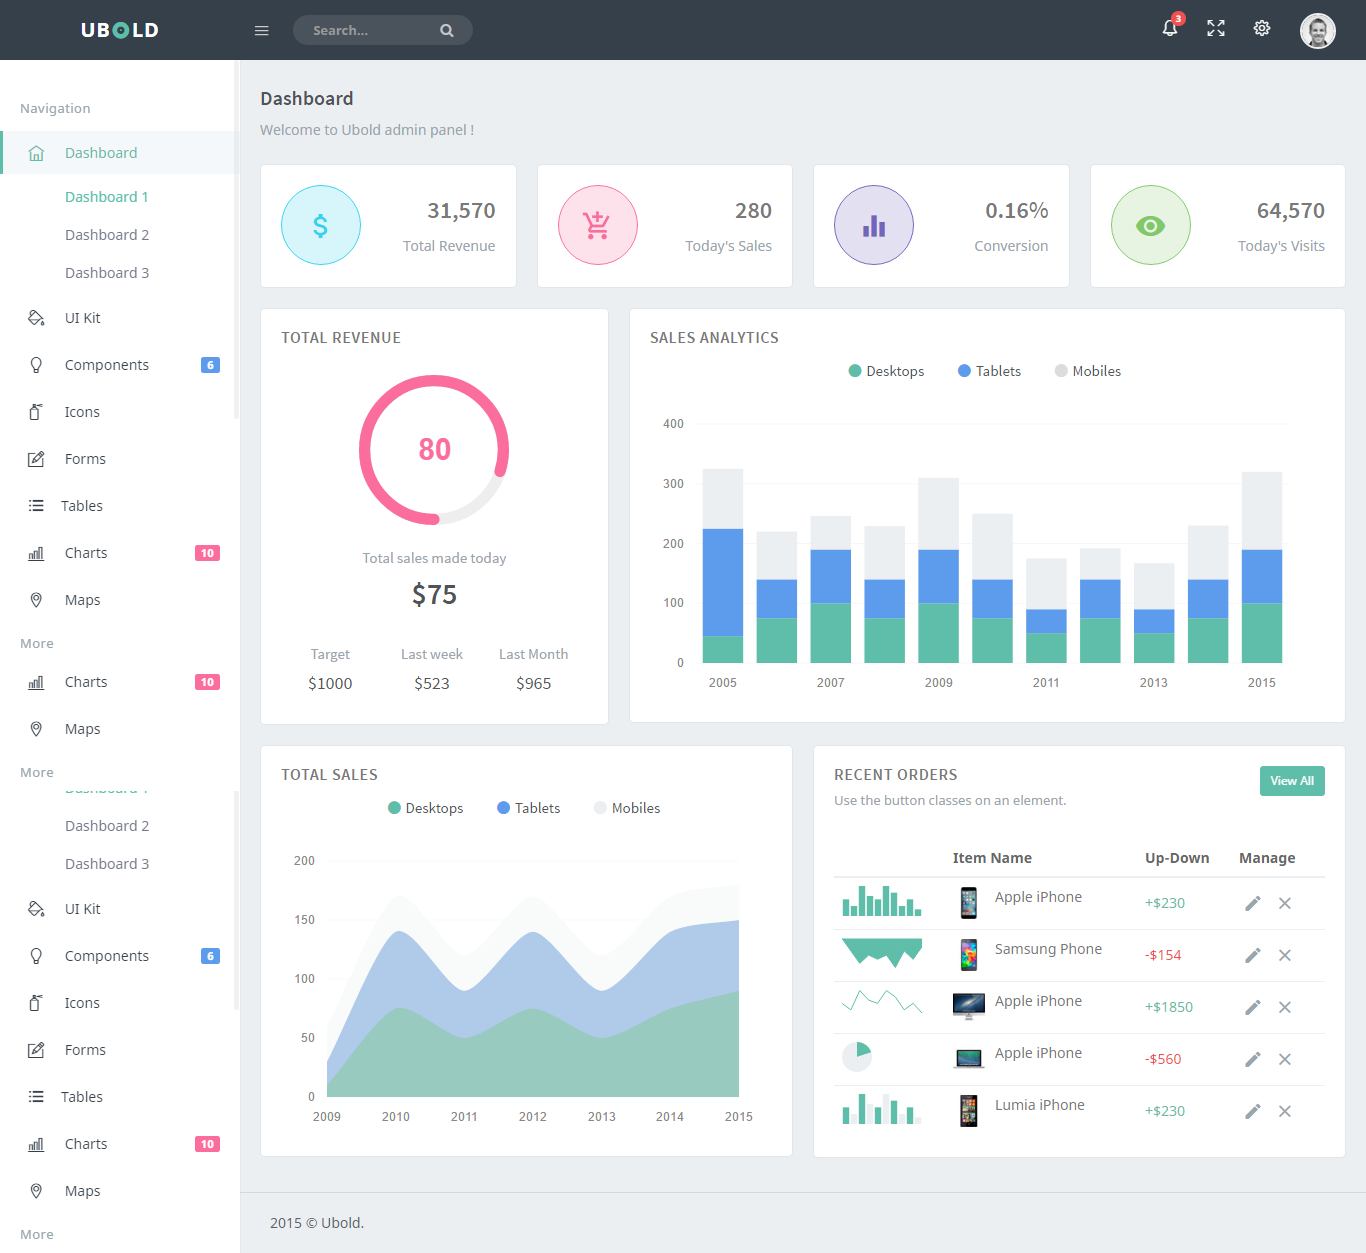 UBOLD
Search...
3
Navigation
Dashboard
Dashboard 1
Dashboard 2
Dashboard 3
UI Kit
Components 6
Icons
Forms
Tables
Charts 10
Maps
More
Charts 10
Maps
More
Dashboard 1
Dashboard 2
Dashboard 3
UI Kit
Components 6
Icons
Forms
Tables
Charts 10
Maps
More
Dashboard
Welcome to Ubold admin panel !
31,570
Total Revenue
280
Today's Sales
0.16%
Conversion
64,570
Today's Visits
TOTAL REVENUE
80
Total sales made today
$75
Target Last week Last Month
$1000 $523 $965
SALES ANALYTICS
Desktops Tablets Mobiles
400
300
200
100
0
2005 2007 2009 2011 2013 2015
TOTAL SALES
Desktops Tablets Mobiles
200
150
100
50
0
2009 2010 2011 2012 2013 2014 2015
RECENT ORDERS
View All
Use the button classes on an element.
Item Name Up-Down Manage
Apple iPhone +$230
Samsung Phone -$154
Apple iPhone +$1850
Apple iPhone -$560
Lumia iPhone +$230
2015 © Ubold.